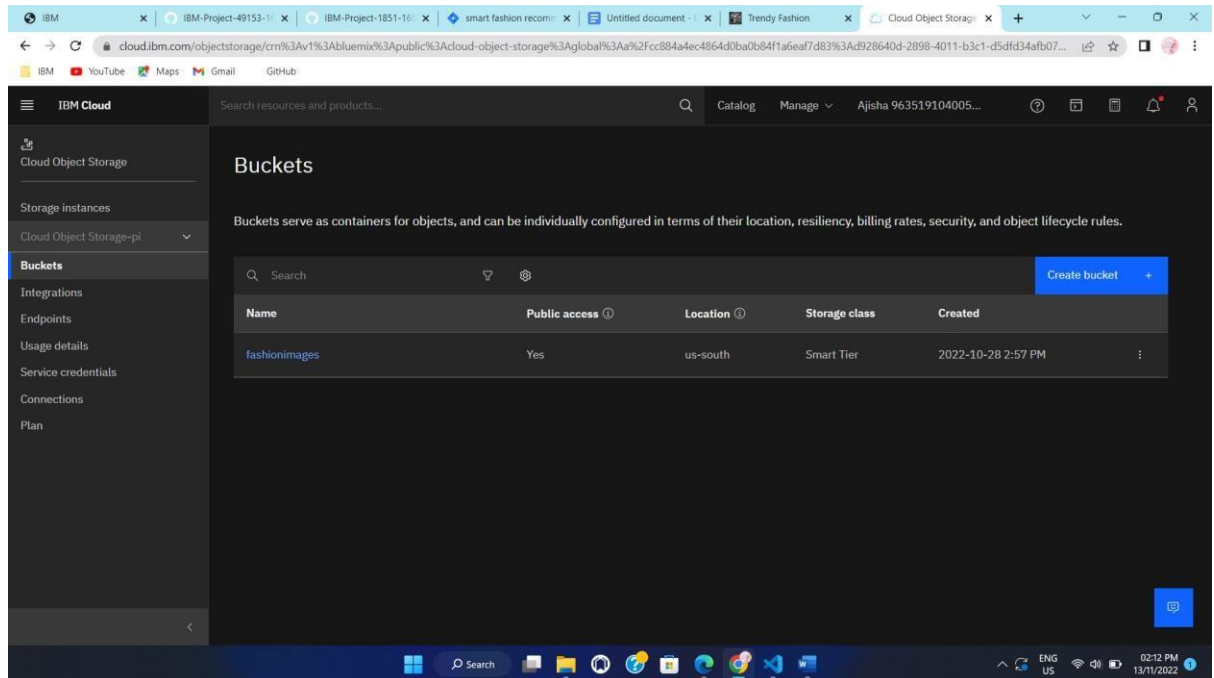 IBM
IBM-Project-49153-1
IBM-Project-1851-16
smart fashion recomm
Untitled document -
Trendy Fashion
Cloud Object Storage
cloud.ibm.com/objectstorage/crn%3Av1%3Abluemix%3Apublic%3Acloud-object-storage%3Aglobal%3Aa%2Fcc884a4ec4864d0ba0b84f1a6eaf7d83%3Ad928640d-2898-4011-b3c1-d5dfd34afb07...
IBM YouTube Maps Gmail GitHub
IBM Cloud
Search resources and products...
Catalog Manage Ajisha 963519104005...
Cloud Object Storage
Storage instances
Cloud Object Storage-pi
Buckets
Integrations
Endpoints
Usage details
Service credentials
Connections
Plan
Buckets
Buckets serve as containers for objects, and can be individually configured in terms of their location, resiliency, billing rates, security, and object lifecycle rules.
Search
Create bucket +
Name Public access Location Storage class Created
fashionimages Yes us-south Smart Tier 2022-10-28 2:57 PM
Search
ENG
US
02:12 PM
13/11/2022
1